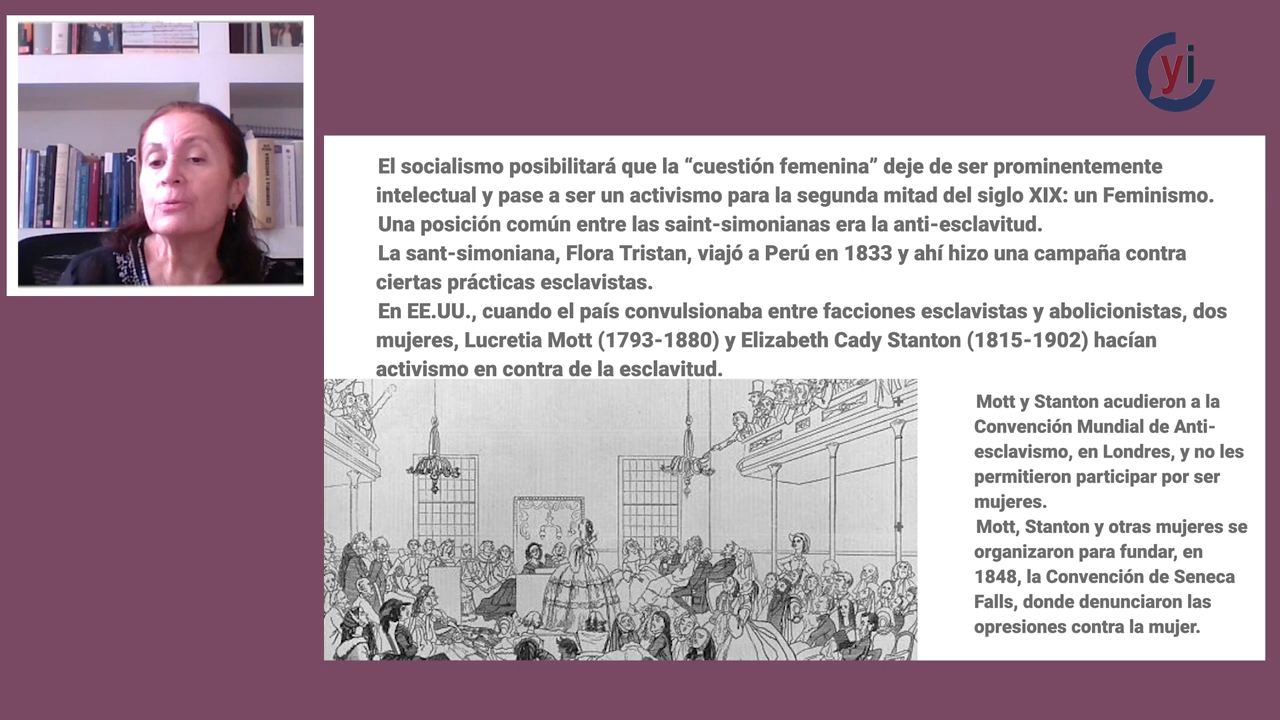 yi
El socialismo posibilitará que la “cuestión femenina” deje de ser prominentemente
intelectual y pase a ser un activismo para la segunda mitad del siglo XIX: un Feminismo.
Una posición común entre las saint-simonianas era la anti-esclavitud.
La sant-simoniana, Flora Tristan, viajó a Perú en 1833 y ahí hizo una campaña contra
ciertas prácticas esclavistas.
En EE.UU., cuando el país convulsionaba entre facciones esclavistas y abolicionistas, dos
mujeres, Lucretia Mott (1793-1880) y Elizabeth Cady Stanton (1815-1902) hacían
activismo en contra de la esclavitud.
Mott y Stanton acudieron a la
Convención Mundial de Anti-
esclavismo, en Londres, y no les
permitieron participar por ser
mujeres.
Mott, Stanton y otras mujeres se
organizaron para fundar, en
1848, la Convención de Seneca
Falls, donde denunciaron las
opresiones contra la mujer.